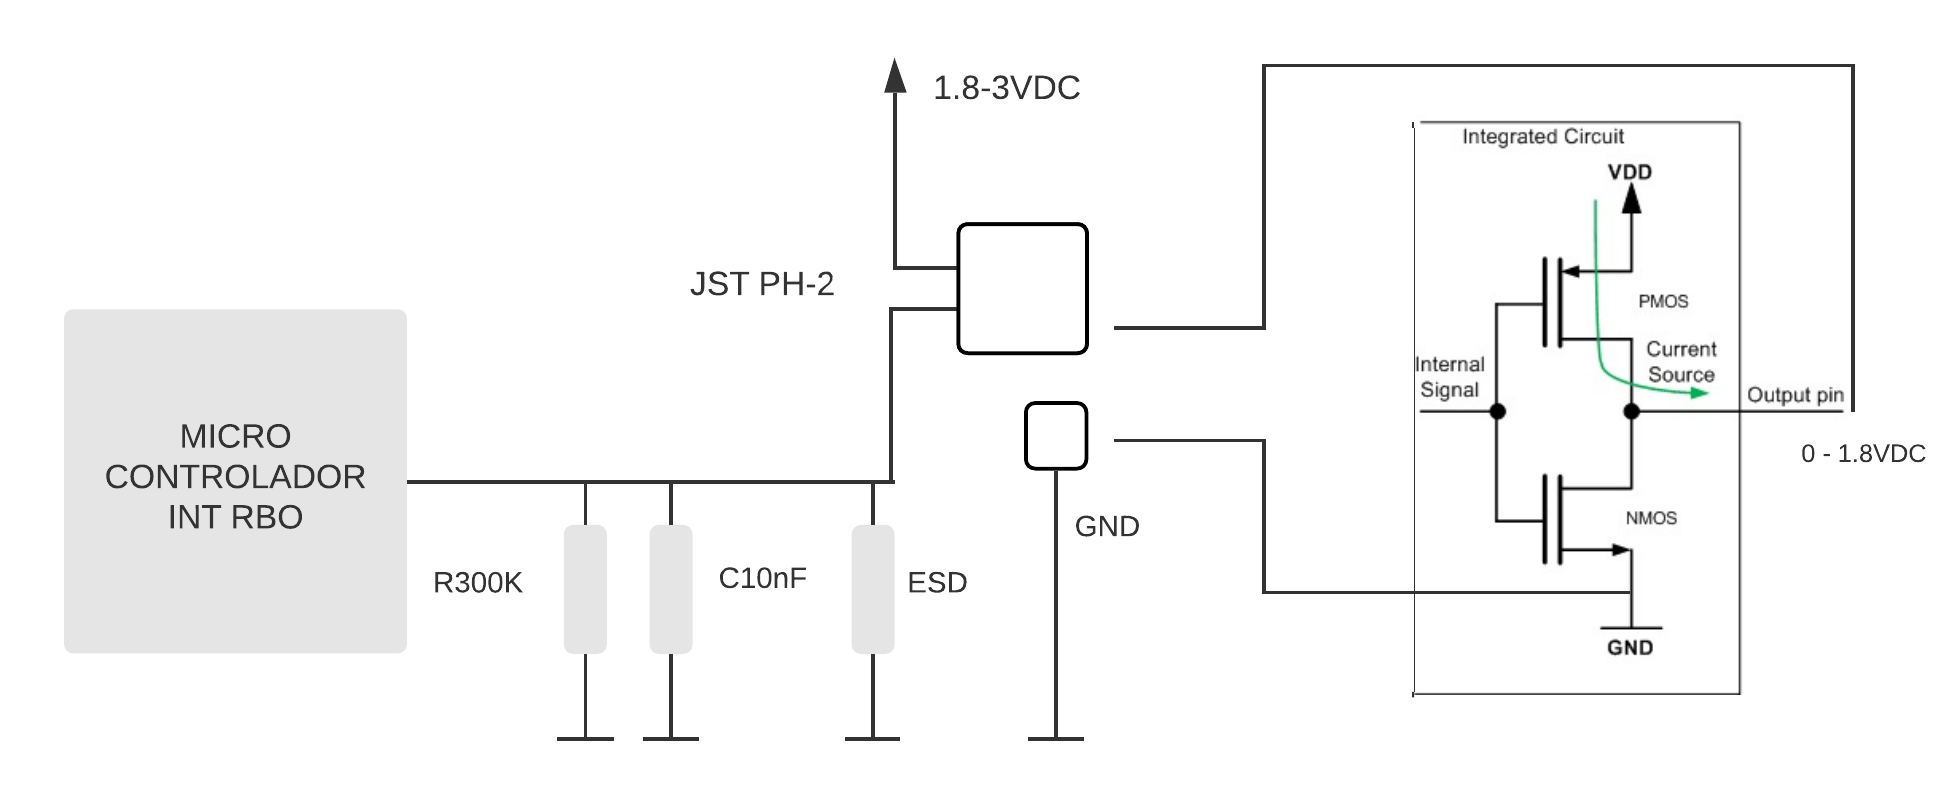 1.8-3VDC
JST PH-2
MICRO
CONTROLADOR
INT RBO
R300K
C10nF
ESD
GND
Integrated Circuit
VDD
PMOS
Current
Source
Internal
Signal
Output pin
0 - 1.8VDC
NMOS
GND